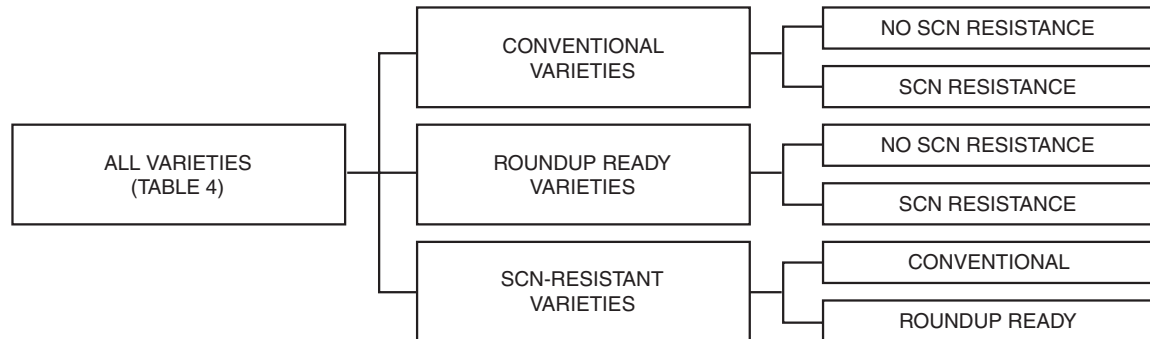 ALL VARIETIES
(TABLE 4)
CONVENTIONAL
VARIETIES
NO SCN RESISTANCE
SCN RESISTANCE
ROUNDUP READY
VARIETIES
NO SCN RESISTANCE
SCN RESISTANCE
SCN-RESISTANT
VARIETIES
CONVENTIONAL
ROUNDUP READY